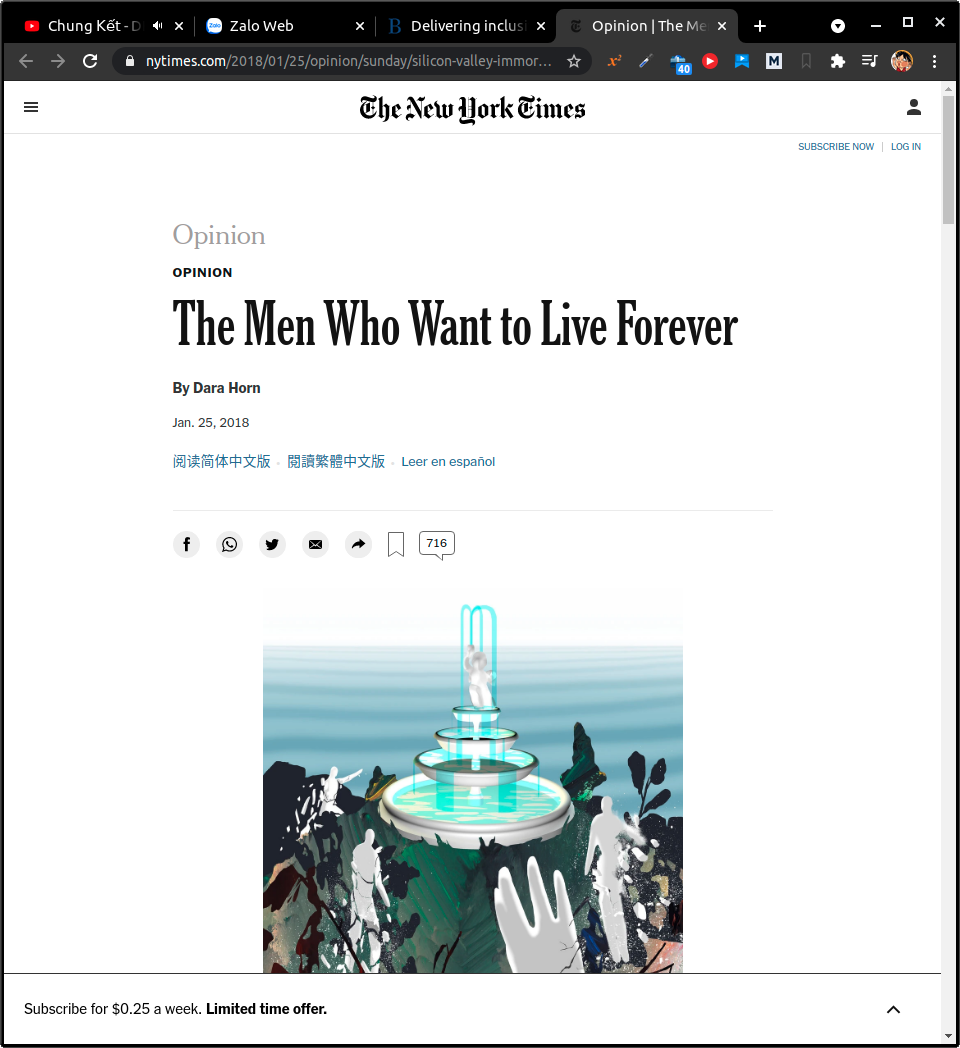 Chung Kết - D
Zalo Web
Delivering inclus
Opinion | The Me
nytimes.com/2018/01/25/opinion/sunday/silicon-valley-immor...
40
The New York Times
SUBSCRIBE NOW | LOG IN
Opinion
OPINION
The Men Who Want to Live Forever
By Dara Horn
Jan. 25, 2018
阅读简体中文版 • 閱讀繁體中文版 • Leer en español
716
Subscribe for $0.25 a week. Limited time offer.